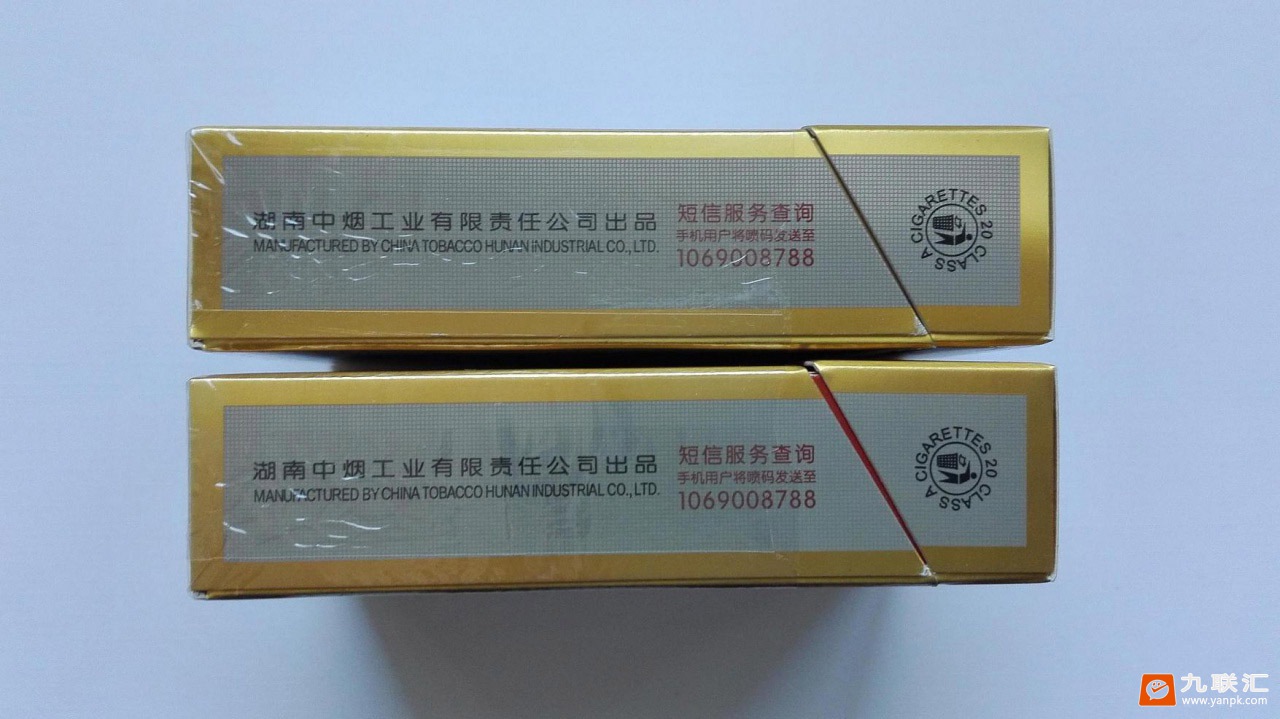 湖南中烟工业有限责任公司出品
MANUFACTURED BY CHINA TOBACCO HUNAN INDUSTRIAL CO., LTD.
短信服务查询
手机用户将喷码发送至
1069008788
CIGARETTES 20 CLASS A
湖南中烟工业有限责任公司出品
MANUFACTURED BY CHINA TOBACCO HUNAN INDUSTRIAL CO., LTD.
短信服务查询
手机用户将喷码发送至
1069008788
CIGARETTES 20 CLASS A
九联汇
www.yanpk.com